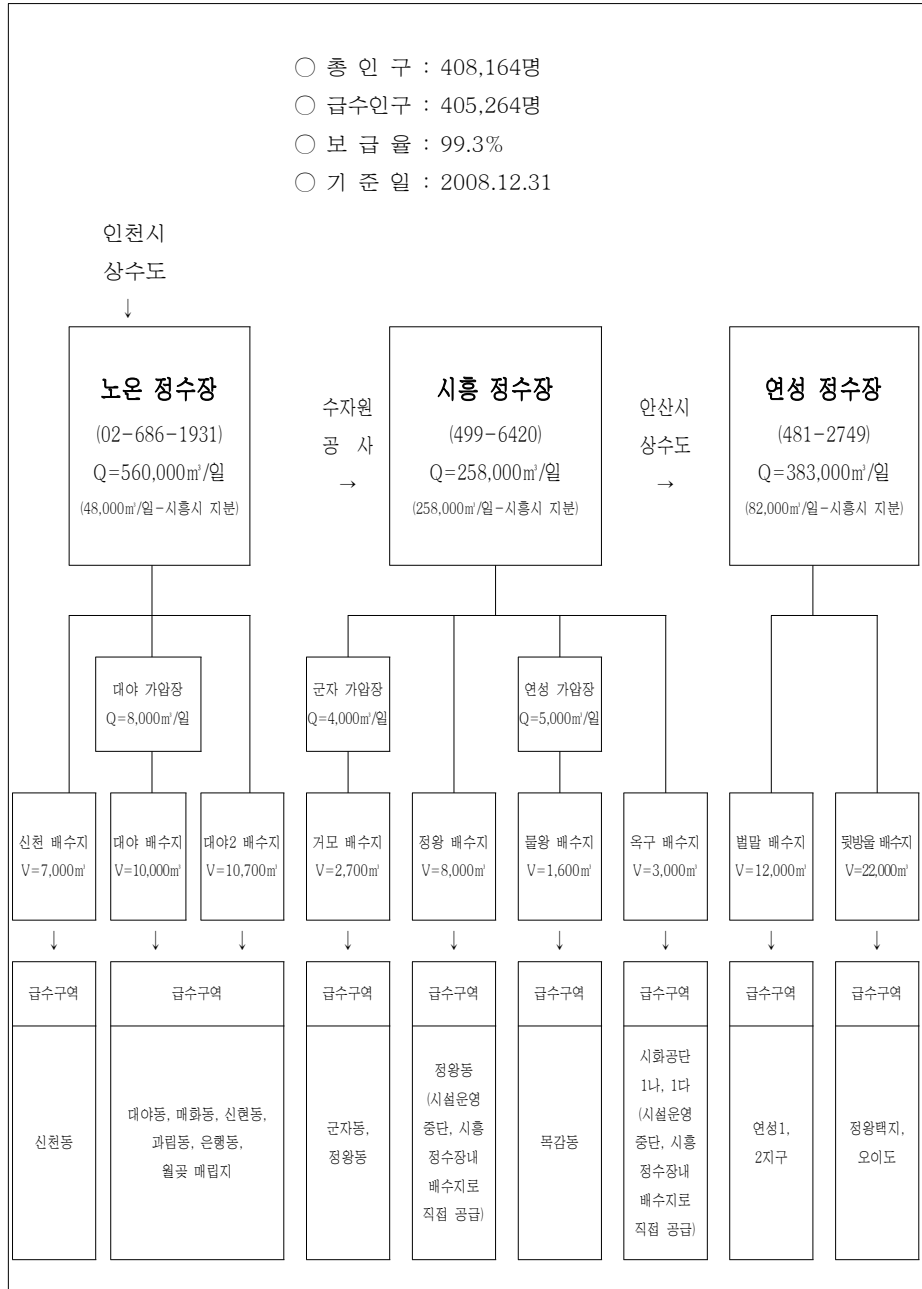 ○ 총 인 구 : 408,164명
○ 급수인구 : 405,264명
○ 보 급 율 : 99.3%
○ 기 준 일 : 2008.12.31
인천시
상수도
↓
노온 정수장
(02-686-1931)
Q=560,000㎥/일
(48,000㎥/일-시흥시 지분)
수자원
공 사
→
시흥 정수장
(499-6420)
Q=258,000㎥/일
(258,000㎥/일-시흥시 지분)
안산시
상수도
→
연성 정수장
(481-2749)
Q=383,000㎥/일
(82,000㎥/일-시흥시 지분)
대야 가압장
Q=8,000㎥/일
군자 가압장
Q=4,000㎥/일
연성 가압장
Q=5,000㎥/일
신천 배수지
V=7,000㎥
대야 배수지
V=10,000㎥
대야2 배수지
V=10,700㎥
거모 배수지
V=2,700㎥
정왕 배수지
V=8,000㎥
물왕 배수지
V=1,600㎥
옥구 배수지
V=3,000㎥
벌말 배수지
V=12,000㎥
뒷방울 배수지
V=22,000㎥
↓ ↓ ↓ ↓ ↓ ↓ ↓ ↓ ↓
급수구역
신천동
급수구역
대야동, 매화동, 신현동,
과림동, 은행동,
월곶 매립지
급수구역
군자동,
정왕동
급수구역
정왕동
(시설운영
중단, 시흥
정수장내
배수지로
직접 공급)
급수구역
목감동
급수구역
시화공단
1나, 1다
(시설운영
중단, 시흥
정수장내
배수지로
직접 공급)
급수구역
연성1,
2지구
급수구역
정왕택지,
오이도